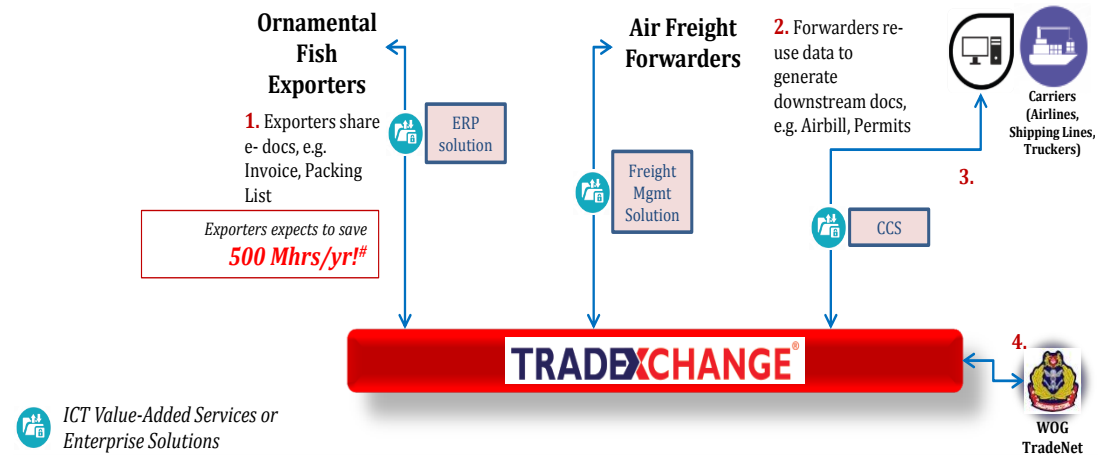 Ornamental
Fish
Exporters
1. Exporters share
e- docs, e.g.
Invoice, Packing
List
Exporters expects to save
500 Mhrs/yr!#
ERP
solution
Air Freight
Forwarders
Freight
Mgmt
Solution
2. Forwarders re-
use data to
generate
downstream docs,
e.g. Airbill, Permits
Carriers
(Airlines,
Shipping Lines,
Truckers)
3.
CCS
TRADEXCHANGE®
4.
WOG
TradeNet
ICT Value-Added Services or
Enterprise Solutions